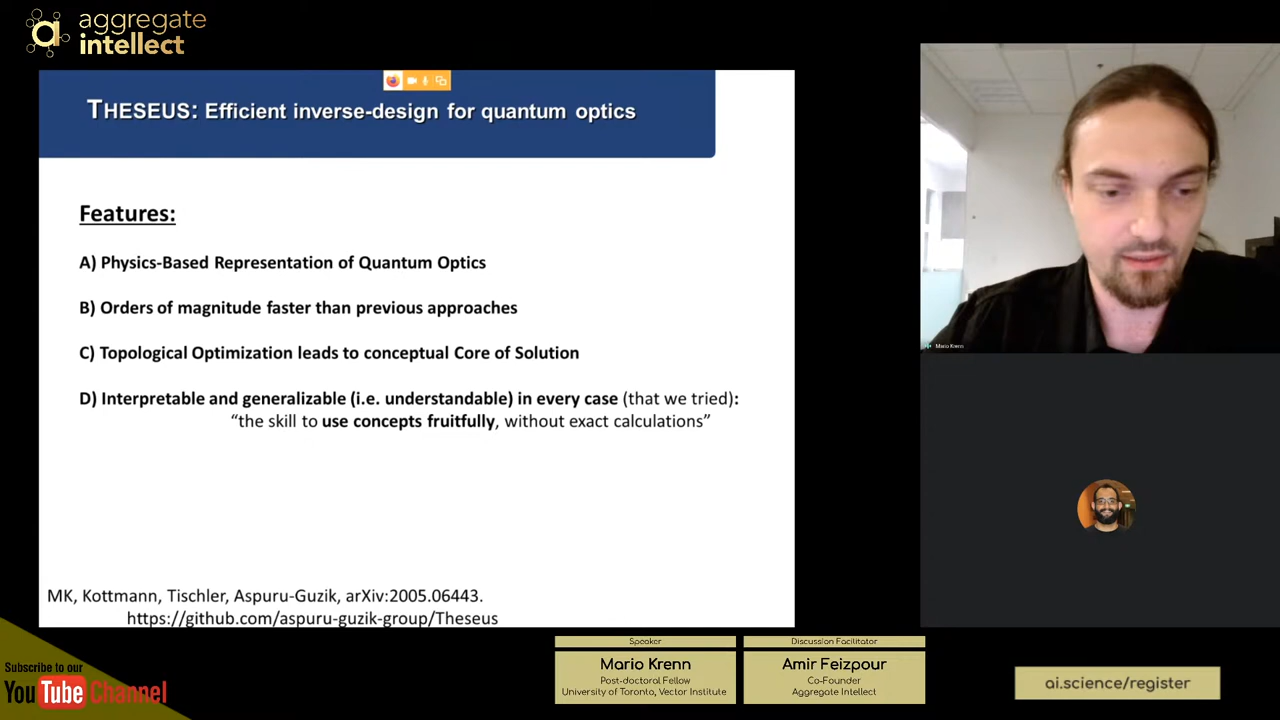 aggregate
intellect
THESEUS: Efficient inverse-design for quantum optics
Features:
A) Physics-Based Representation of Quantum Optics
B) Orders of magnitude faster than previous approaches
C) Topological Optimization leads to conceptual Core of Solution
D) Interpretable and generalizable (i.e. understandable) in every case (that we tried):
“the skill to use concepts fruitfully, without exact calculations”
MK, Kottmann, Tischler, Aspuru-Guzik, arXiv:2005.06443.
https://github.com/aspuru-guzik-group/Theseus
Mario Krenn
Subscribe to our
YouTube Channel
Speaker
Mario Krenn
Post-doctoral Fellow
University of Toronto, Vector Institute
Discussion Facilitator
Amir Feizpour
Co-Founder
Aggregate Intellect
ai.science/register